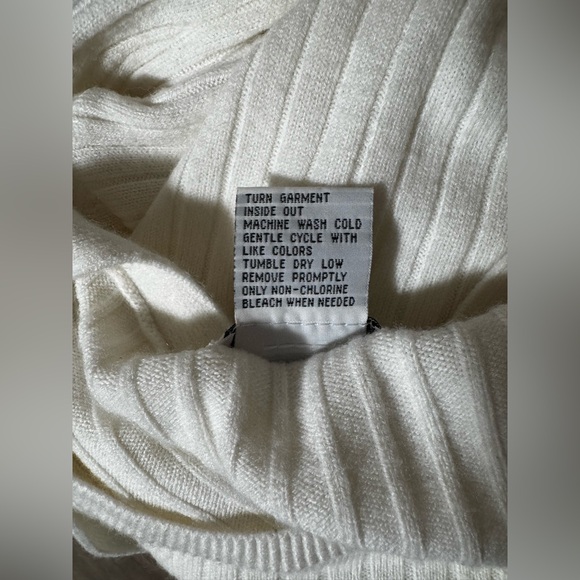 TURN GARMENT
INSIDE OUT
MACHINE WASH COLD
GENTLE CYCLE WITH
LIKE COLORS
TUMBLE DRY LOW
REMOVE PROMPTLY
ONLY NON-CHLORINE
BLEACH WHEN NEEDED